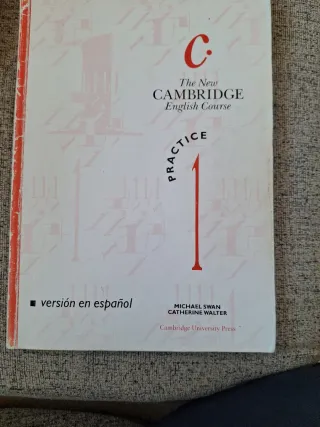 c.
The New
CAMBRIDGE
English Course
PRACTICE
1
versión en español
MICHAEL SWAN
CATHERINE WALTER
Cambridge University Press